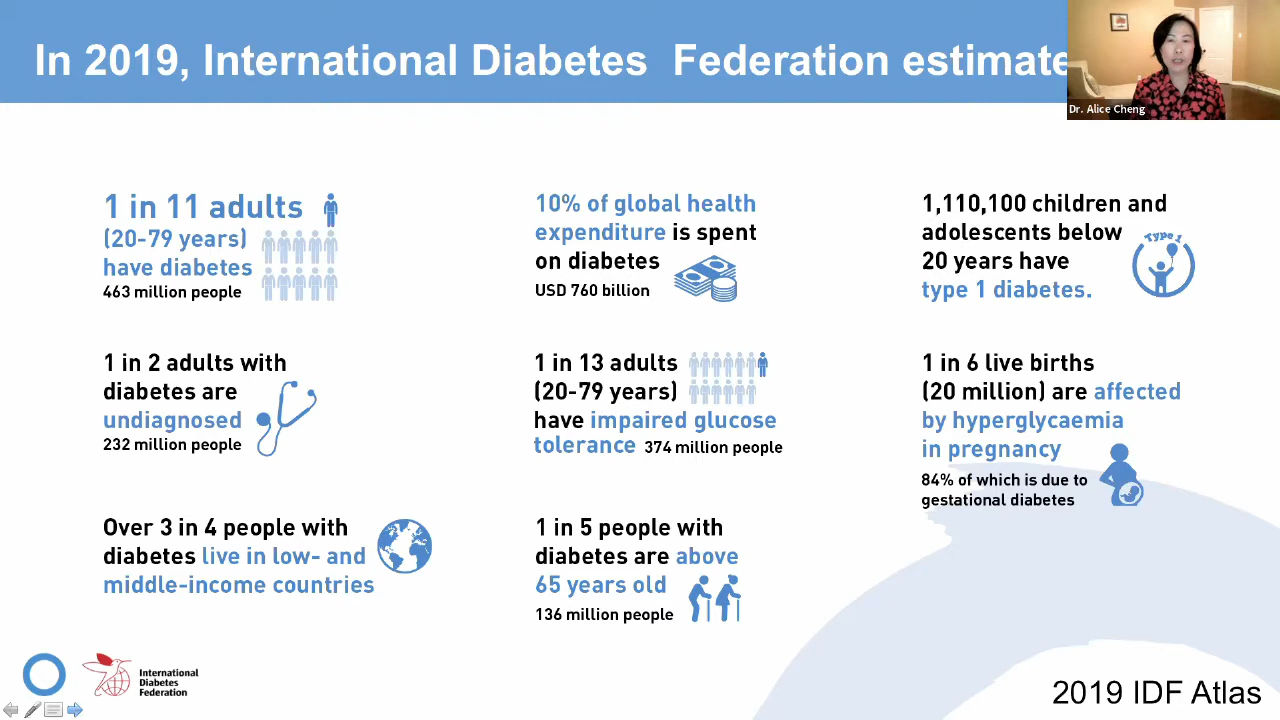 In 2019, International Diabetes  Federation estimate
Dr. Alice Cheng
1 in 11 adults
(20-79 years)
have diabetes
463 million people
10% of global health
expenditure is spent
on diabetes
USD 760 billion
1,110,100 children and
adolescents below
20 years have
type 1 diabetes.
Type 1
1 in 2 adults with
diabetes are
undiagnosed
232 million people
1 in 13 adults
(20-79 years)
have impaired glucose
tolerance 374 million people
1 in 6 live births
(20 million) are affected
by hyperglycaemia
in pregnancy
84% of which is due to
gestational diabetes
Over 3 in 4 people with
diabetes live in low- and
middle-income countries
1 in 5 people with
diabetes are above
65 years old
136 million people
International
Diabetes
Federation
2019 IDF Atlas